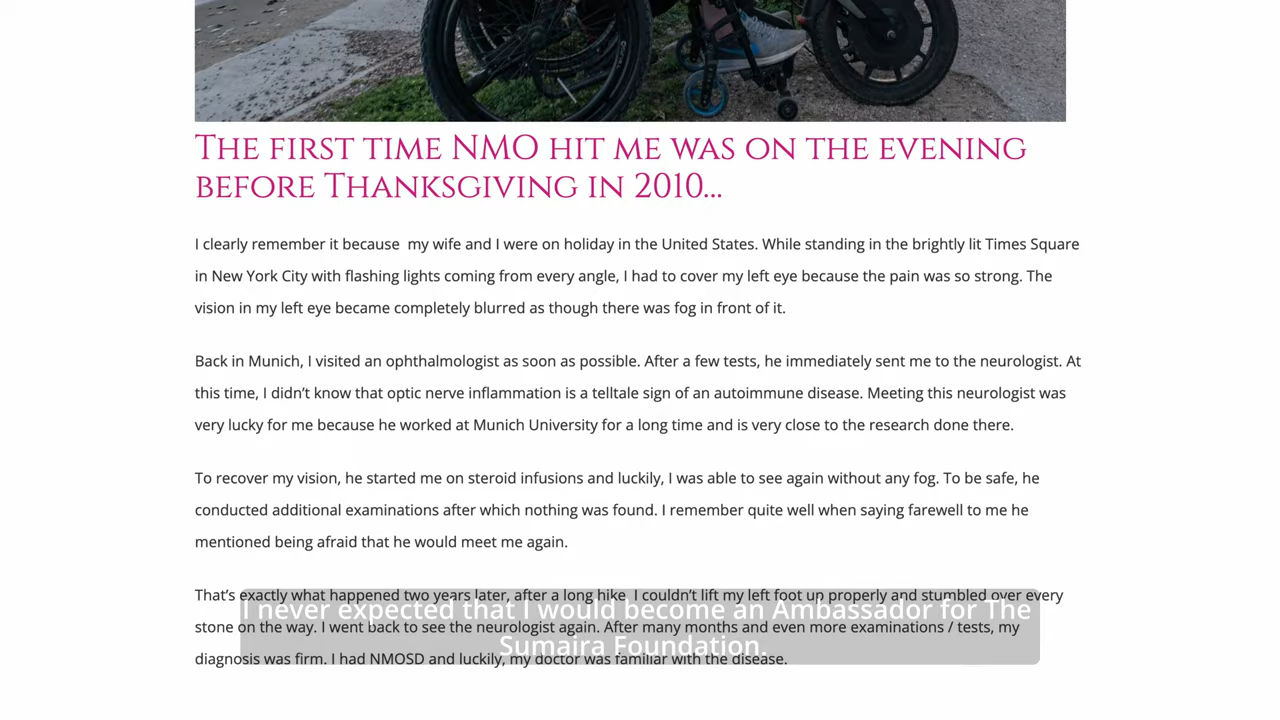 The first time NMO hit me was on the evening
before Thanksgiving in 2010...
I clearly remember it because  my wife and I were on holiday in the United States. While standing in the brightly lit Times Square
in New York City with flashing lights coming from every angle, I had to cover my left eye because the pain was so strong. The
vision in my left eye became completely blurred as though there was fog in front of it.
Back in Munich, I visited an ophthalmologist as soon as possible. After a few tests, he immediately sent me to the neurologist. At
this time, I didn’t know that optic nerve inflammation is a telltale sign of an autoimmune disease. Meeting this neurologist was
very lucky for me because he worked at Munich University for a long time and is very close to the research done there.
To recover my vision, he started me on steroid infusions and luckily, I was able to see again without any fog. To be safe, he
conducted additional examinations after which nothing was found. I remember quite well when saying farewell to me he
mentioned being afraid that he would meet me again.
That’s exactly what happened two years later, after a long hike  I couldn’t lift my left foot up properly and stumbled over every
stone on the way. I went back to see the neurologist again. After many months and even more examinations / tests, my
diagnosis was firm. I had NMOSD and luckily, my doctor was familiar with the disease.
I never expected that I would become an Ambassador for The
Sumaira Foundation.